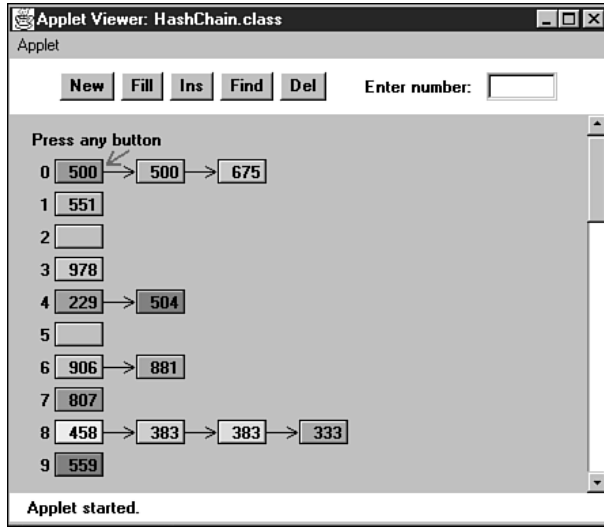 Applet Viewer: HashChain.class
Applet
New Fill Ins Find Del Enter number:
Press any button
0 500 500 675
1 551
2
3 978
4 229 504
5
6 906 881
7 807
8 458 383 383 333
9 559
Applet started.